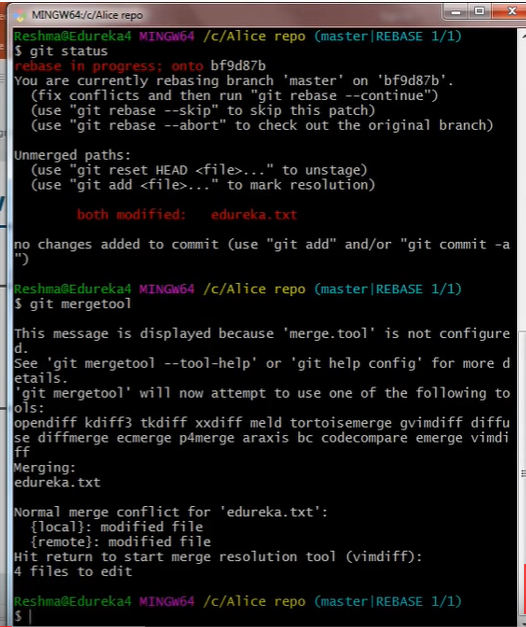 MINGW64:/c/Alice repo
Reshma@Edureka4 MINGW64 /c/Alice repo (master|REBASE 1/1)
$ git status
rebase in progress; onto bf9d87b
You are currently rebasing branch 'master' on 'bf9d87b'.
  (fix conflicts and then run "git rebase --continue")
  (use "git rebase --skip" to skip this patch)
  (use "git rebase --abort" to check out the original branch)

Unmerged paths:
  (use "git reset HEAD <file>..." to unstage)
  (use "git add <file>..." to mark resolution)

        both modified:   edureka.txt

no changes added to commit (use "git add" and/or "git commit -a
")

Reshma@Edureka4 MINGW64 /c/Alice repo (master|REBASE 1/1)
$ git mergetool

This message is displayed because 'merge.tool' is not configure
d.
See 'git mergetool --tool-help' or 'git help config' for more d
etails.
'git mergetool' will now attempt to use one of the following to
ols:
opendiff kdiff3 tkdiff xxdiff meld tortoisemerge gvimdiff diffu
se diffmerge ecmerge p4merge araxis bc codecompare emerge vimdi
ff
Merging:
edureka.txt

Normal merge conflict for 'edureka.txt':
  {local}: modified file
  {remote}: modified file
Hit return to start merge resolution tool (vimdiff):
4 files to edit

Reshma@Edureka4 MINGW64 /c/Alice repo (master|REBASE 1/1)
$